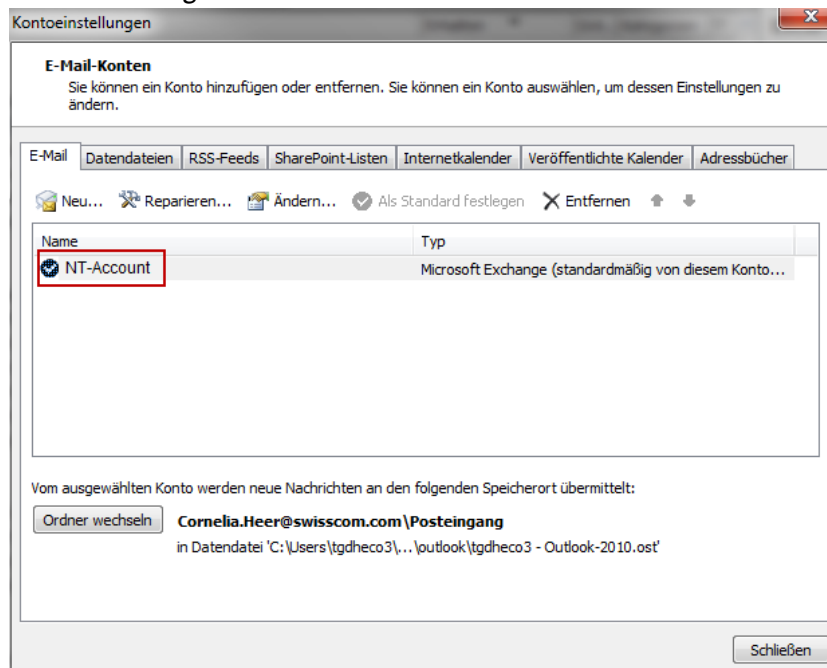 Kontoeinstellungen
E-Mail-Konten
Sie können ein Konto hinzufügen oder entfernen. Sie können ein Konto auswählen, um dessen Einstellungen zu
ändern.
E-Mail Datendateien RSS-Feeds SharePoint-Listen Internetkalender Veröffentlichte Kalender Adressbücher
Neu... Reparieren... Ändern... Als Standard festlegen Entfernen
Name Typ
NT-Account Microsoft Exchange (standardmäßig von diesem Konto...
Vom ausgewählten Konto werden neue Nachrichten an den folgenden Speicherort übermittelt:
Ordner wechseln Cornelia.Heer@swisscom.com\Posteingang
in Datendatei 'C:\Users\tgdheco3\...\outlook\tgdheco3 - Outlook-2010.ost'
Schließen